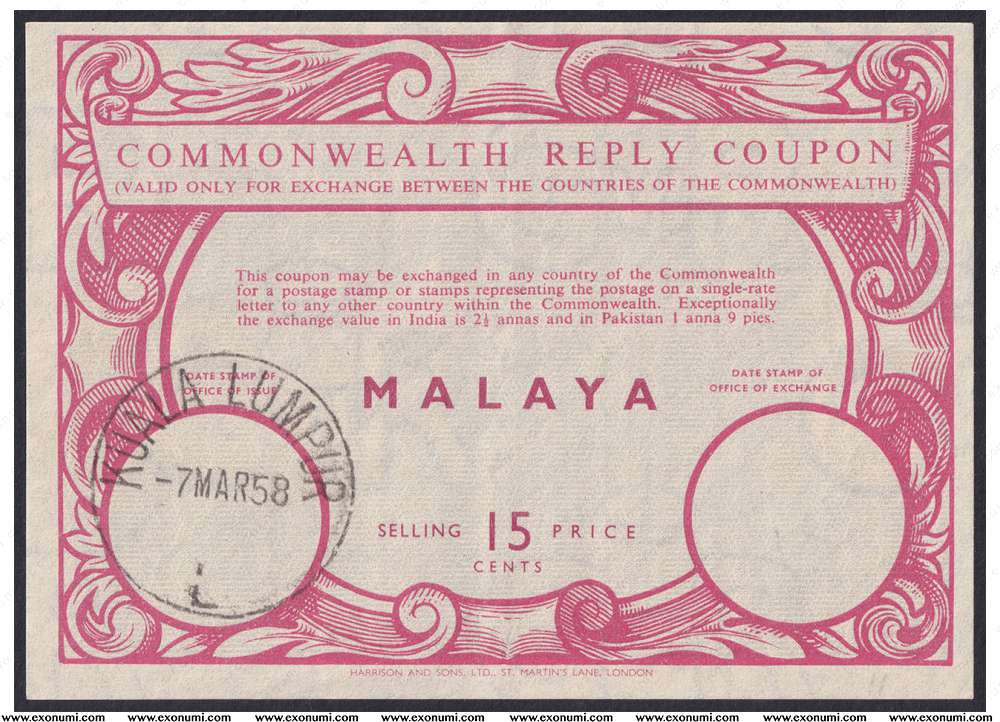 COMMONWEALTH REPLY COUPON
(VALID ONLY FOR EXCHANGE BETWEEN THE COUNTRIES OF THE COMMONWEALTH)
This coupon may be exchanged in any country of the Commonwealth
for a postage stamp or stamps representing the postage on a single-rate
letter to any other country within the Commonwealth. Exceptionally
the exchange value in India is 2½ annas and in Pakistan 1 anna 9 pies.
DATE STAMP OF
OFFICE OF ISSUE
MALAYA
DATE STAMP OF
OFFICE OF EXCHANGE
KUALA LUMPUR
-7MAR58
L
SELLING 15 PRICE
CENTS
HARRISON AND SONS, LTD., ST. MARTIN'S LANE, LONDON
www.exonumi.com www.exonumi.com www.exonumi.com www.exonumi.com www.exonumi.com www.exonumi.com www.exonumi.com www.exonumi.com